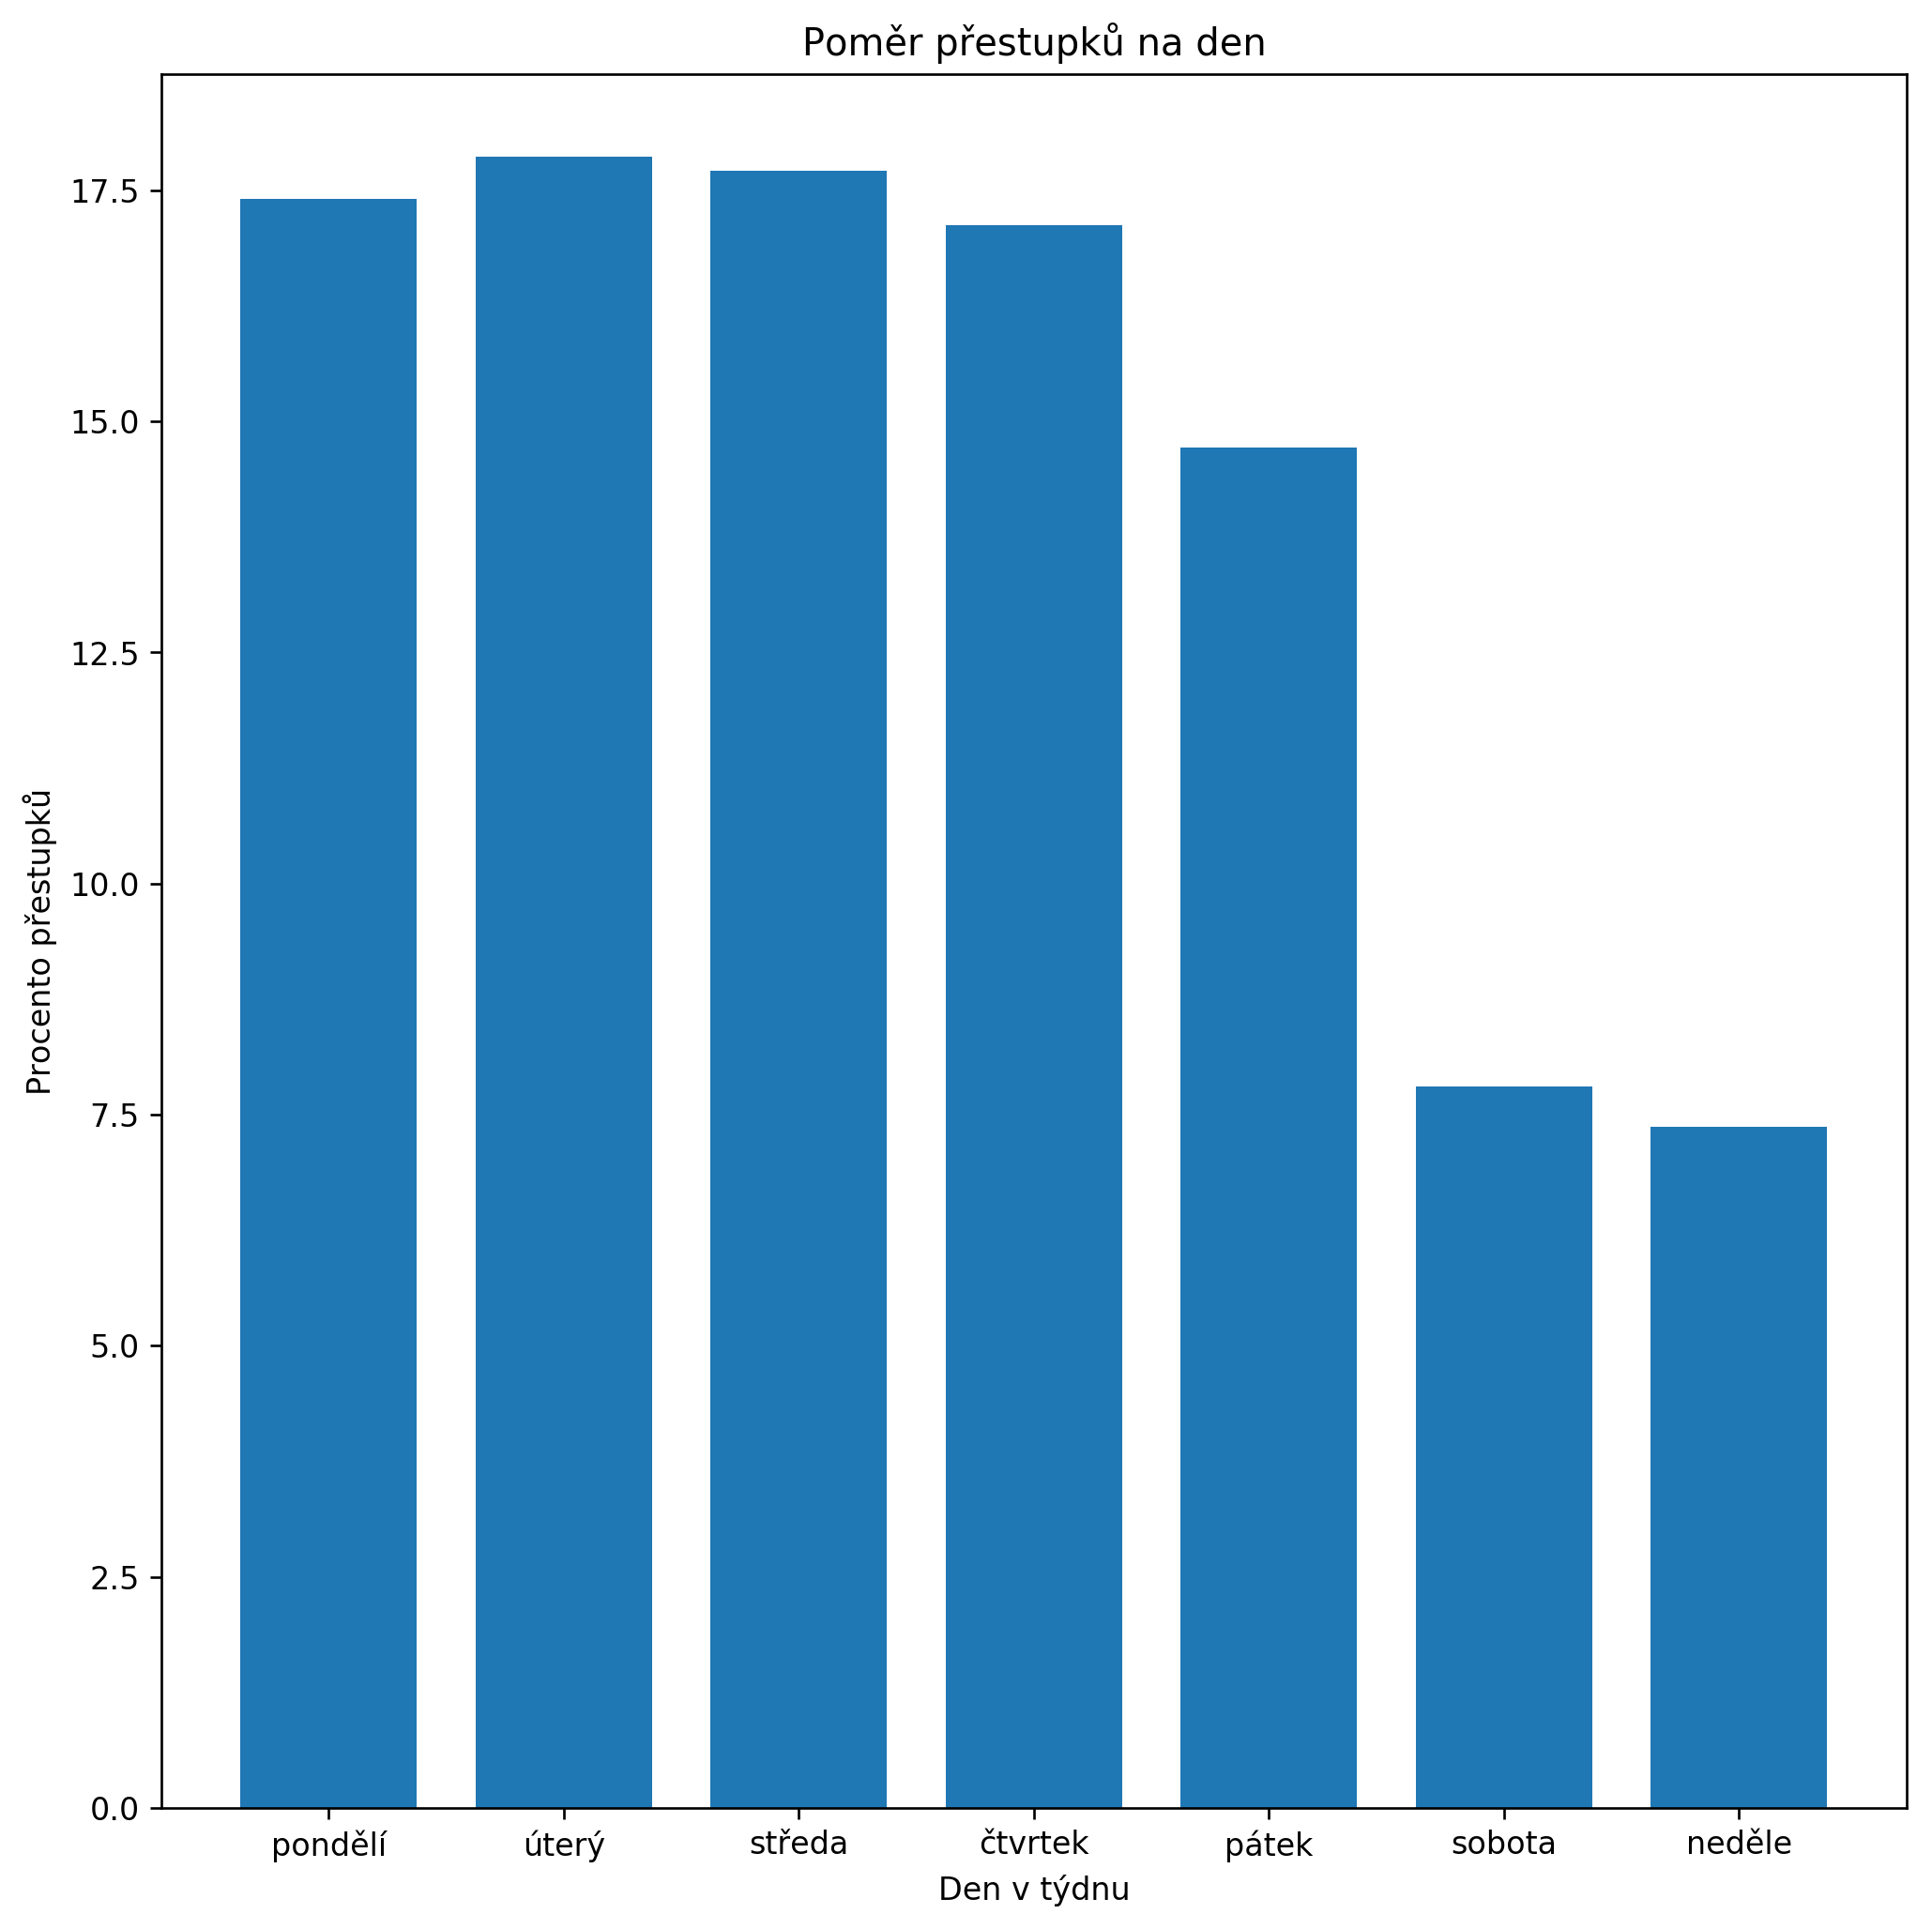 Poměr přestupků na den
Procento přestupků
17.5
15.0
12.5
10.0
7.5
5.0
2.5
0.0
pondělí úterý středa čtvrtek pátek sobota neděle
Den v týdnu